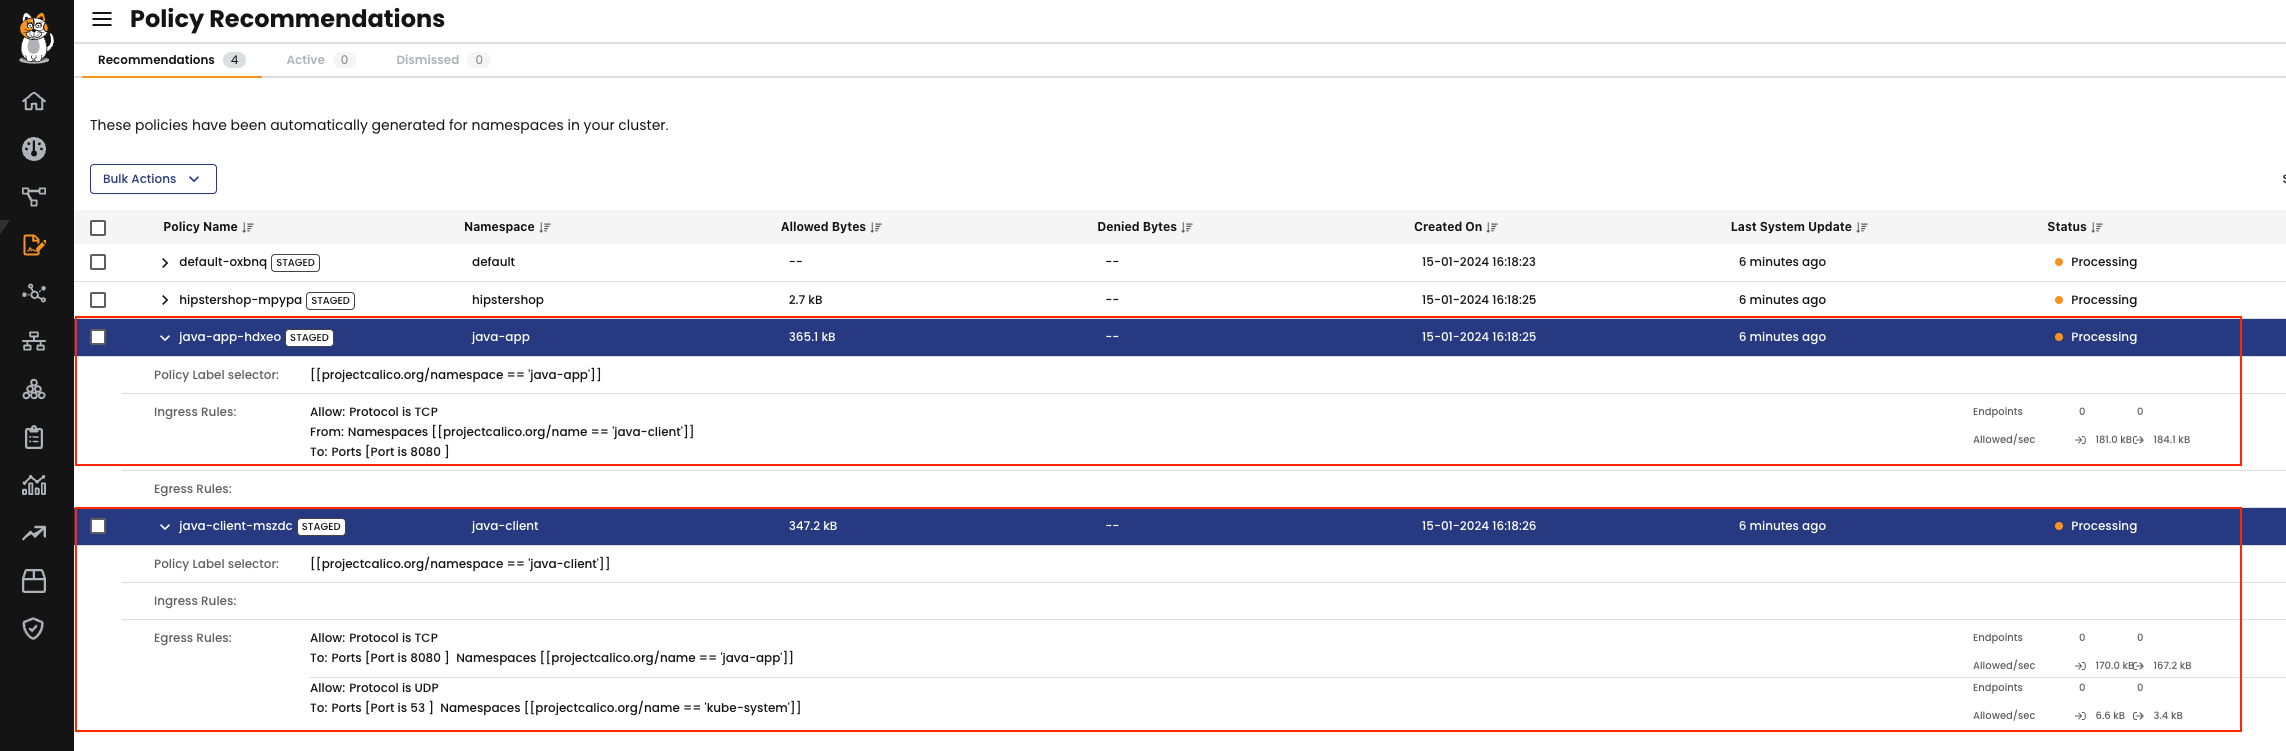 Policy Recommendations
Recommendations 4 Active 0 Dismissed 0
These policies have been automatically generated for namespaces in your cluster.
Bulk Actions
Policy Name Namespace Allowed Bytes Denied Bytes Created On Last System Update Status
default-oxbnq STAGED default -- -- 15-01-2024 16:18:23 6 minutes ago Processing
hipstershop-mpypa STAGED hipstershop 2.7 kB -- 15-01-2024 16:18:25 6 minutes ago Processing
java-app-hdxeo STAGED java-app 365.1 kB -- 15-01-2024 16:18:25 6 minutes ago Processing
Policy Label selector: [[projectcalico.org/namespace == 'java-app']]
Ingress Rules: Allow: Protocol is TCP Endpoints 0 0
From: Namespaces [[projectcalico.org/name == 'java-client']]
Allowed/sec 181.0 kB 184.1 kB
To: Ports [Port is 8080 ]
Egress Rules:
java-client-mszdc STAGED java-client 347.2 kB -- 15-01-2024 16:18:26 6 minutes ago Processing
Policy Label selector: [[projectcalico.org/namespace == 'java-client']]
Ingress Rules:
Egress Rules: Allow: Protocol is TCP Endpoints 0 0
To: Ports [Port is 8080 ] Namespaces [[projectcalico.org/name == 'java-app']]
Allowed/sec 170.0 kB 167.2 kB
Allow: Protocol is UDP Endpoints 0 0
To: Ports [Port is 53 ] Namespaces [[projectcalico.org/name == 'kube-system']]
Allowed/sec 6.6 kB 3.4 kB